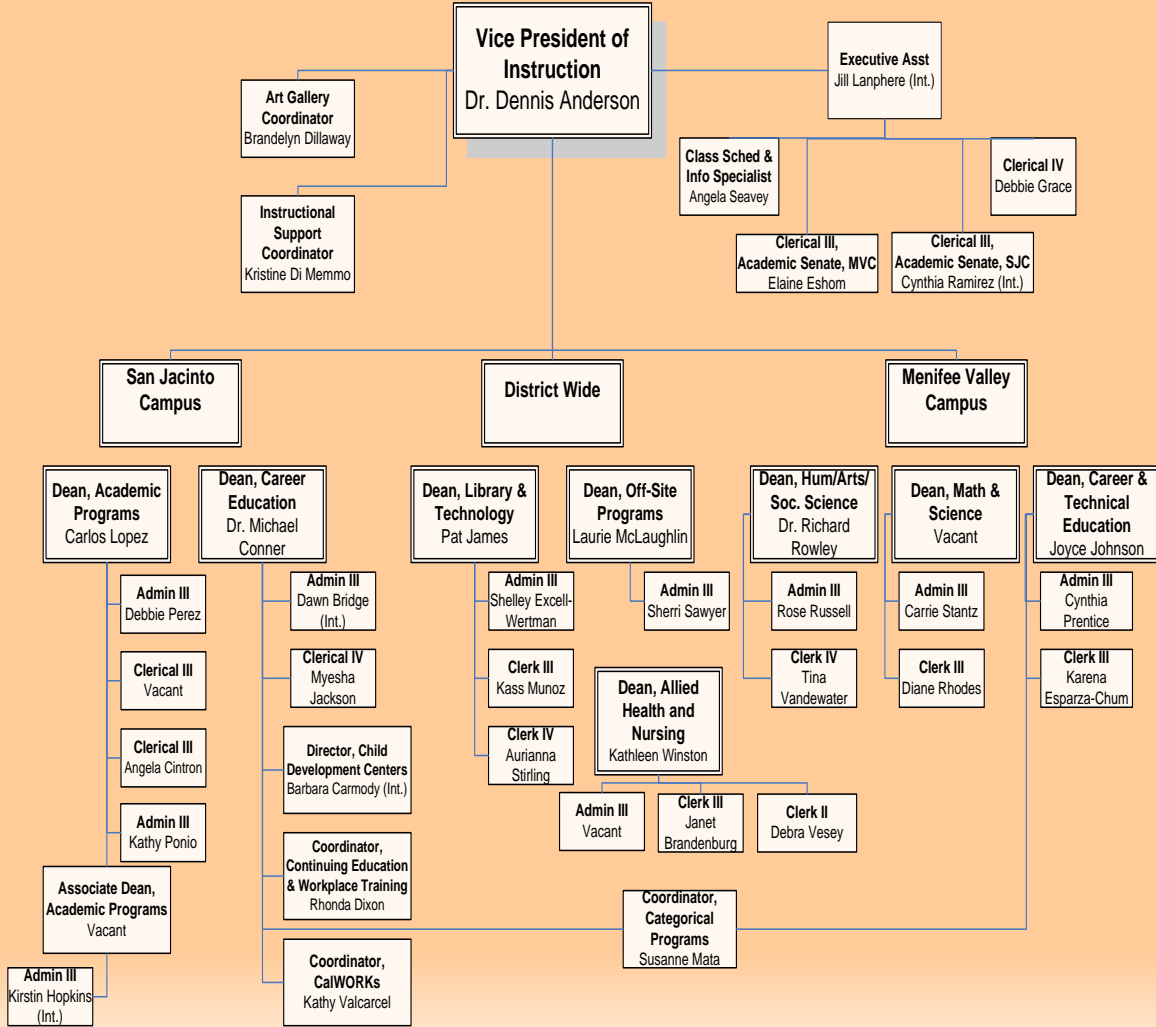 Vice President of
Instruction
Dr. Dennis Anderson
Executive Asst
Jill Lanphere (Int.)
Art Gallery
Coordinator
Brandelyn Dillaway
Class Sched &
Info Specialist
Angela Seavey
Clerical IV
Debbie Grace
Instructional
Support
Coordinator
Kristine Di Memmo
Clerical III,
Academic Senate, MVC
Elaine Eshom
Clerical III,
Academic Senate, SJC
Cynthia Ramirez (Int.)
San Jacinto
Campus
District Wide
Menifee Valley
Campus
Dean, Academic
Programs
Carlos Lopez
Dean, Career
Education
Dr. Michael
Conner
Dean, Library &
Technology
Pat James
Dean, Off-Site
Programs
Laurie McLaughlin
Dean, Hum/Arts/
Soc. Science
Dr. Richard
Rowley
Dean, Math &
Science
Vacant
Dean, Career &
Technical
Education
Joyce Johnson
Admin III
Debbie Perez
Admin III
Dawn Bridge
(Int.)
Admin III
Shelley Excell-
Wertman
Admin III
Sherri Sawyer
Admin III
Rose Russell
Admin III
Carrie Stantz
Admin III
Cynthia
Prentice
Clerical III
Vacant
Clerical IV
Myesha
Jackson
Clerk III
Kass Munoz
Dean, Allied
Health and
Nursing
Kathleen Winston
Clerk IV
Tina
Vandewater
Clerk III
Diane Rhodes
Clerk III
Karena
Esparza-Chum
Clerical III
Angela Cintron
Director, Child
Development Centers
Barbara Carmody (Int.)
Clerk IV
Aurianna
Stirling
Admin III
Kathy Ponio
Admin III
Vacant
Clerk III
Janet
Brandenburg
Clerk II
Debra Vesey
Coordinator,
Continuing Education
& Workplace Training
Rhonda Dixon
Associate Dean,
Academic Programs
Vacant
Coordinator,
Categorical
Programs
Susanne Mata
Coordinator,
CalWORKs
Kathy Valcarcel
Admin III
Kirstin Hopkins
(Int.)